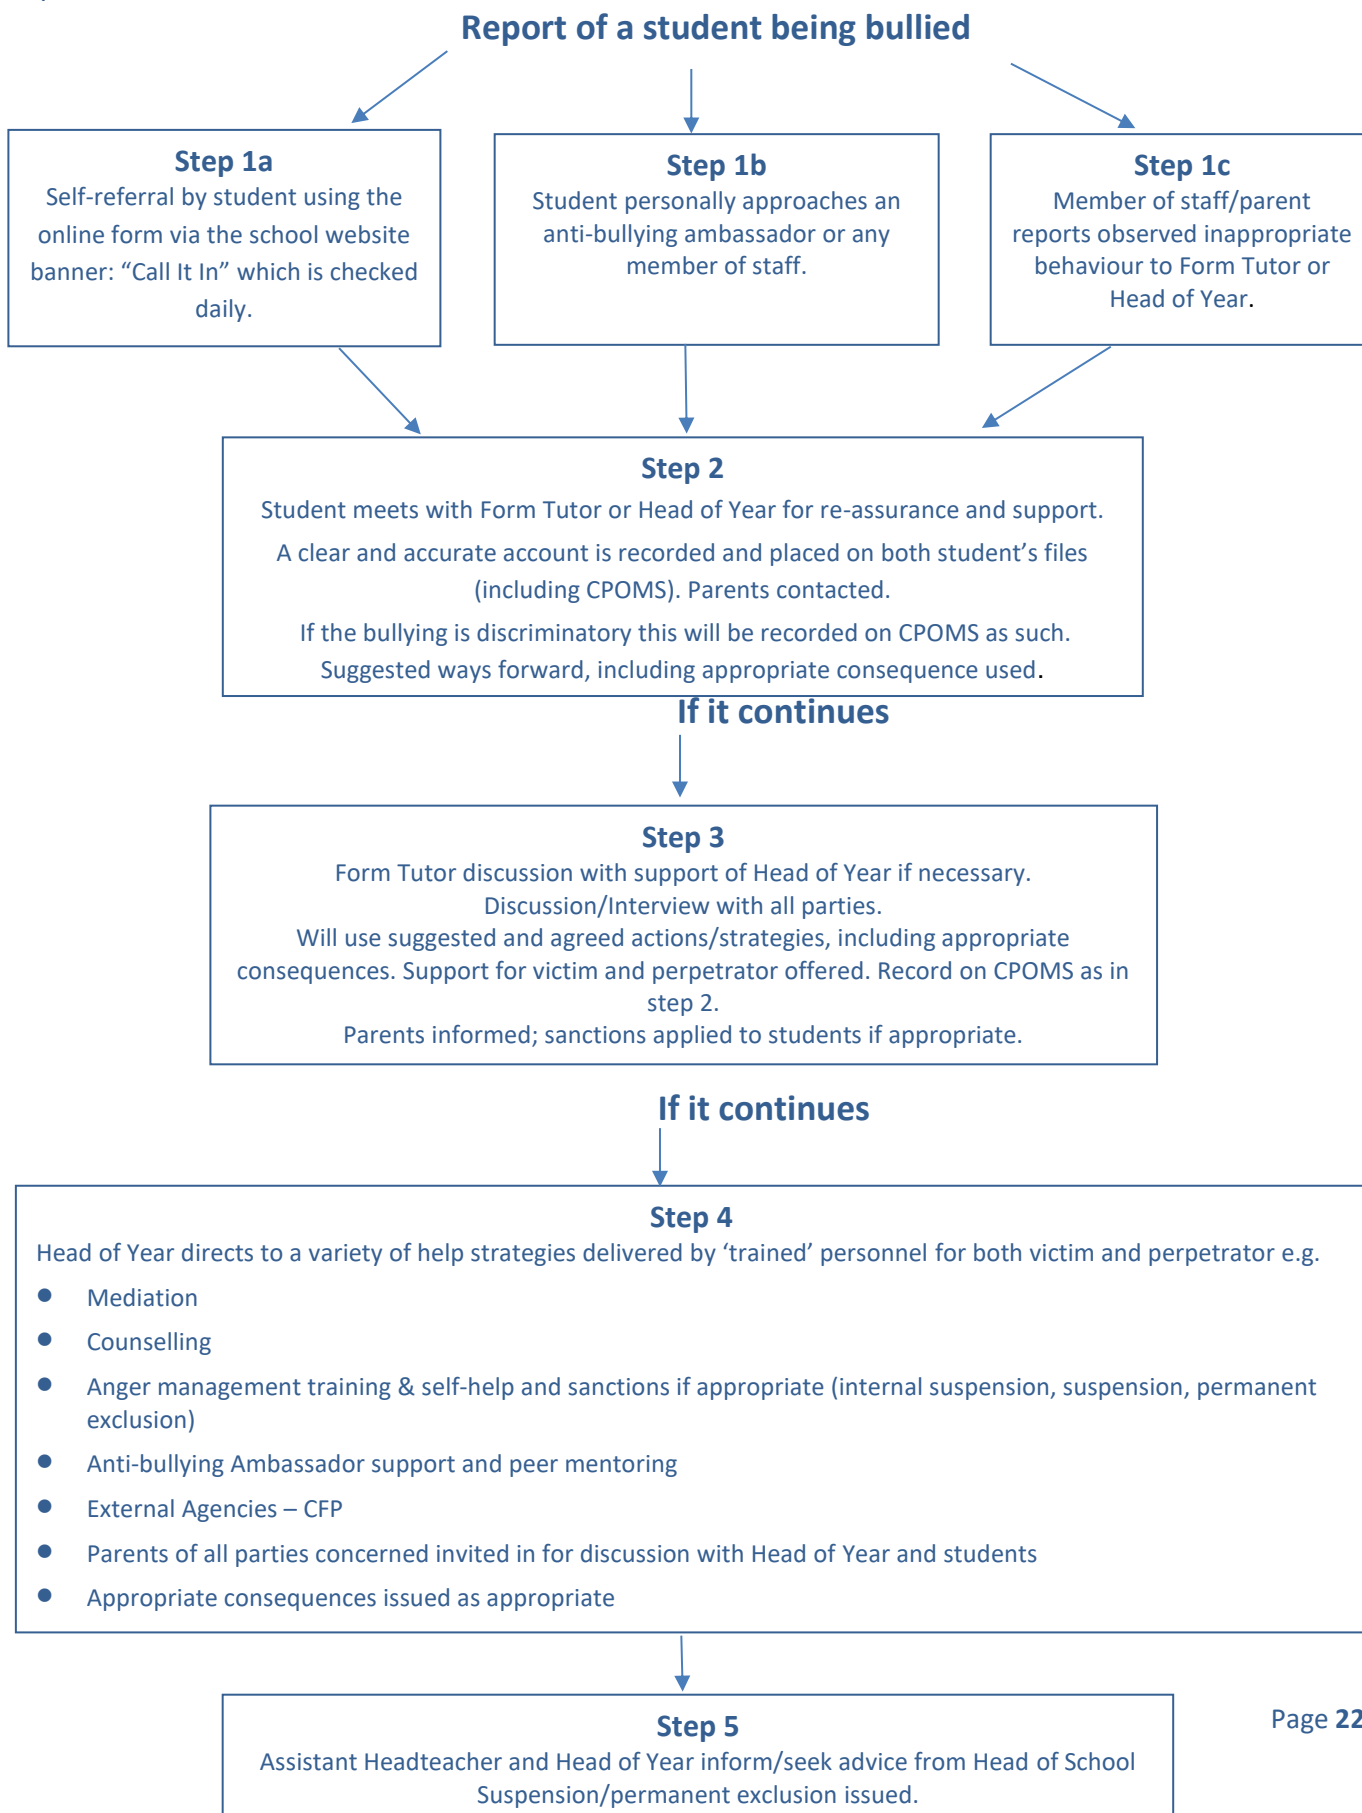 Report of a student being bullied
Step 1a
Self-referral by student using the
online form via the school website
banner: “Call It In” which is checked
daily.
Step 1b
Student personally approaches an
anti-bullying ambassador or any
member of staff.
Step 1c
Member of staff/parent
reports observed inappropriate
behaviour to Form Tutor or
Head of Year.
Step 2
Student meets with Form Tutor or Head of Year for re-assurance and support.
A clear and accurate account is recorded and placed on both student’s files
(including CPOMS). Parents contacted.
If the bullying is discriminatory this will be recorded on CPOMS as such.
Suggested ways forward, including appropriate consequence used.
If it continues
Step 3
Form Tutor discussion with support of Head of Year if necessary.
Discussion/Interview with all parties.
Will use suggested and agreed actions/strategies, including appropriate
consequences. Support for victim and perpetrator offered. Record on CPOMS as in
step 2.
Parents informed; sanctions applied to students if appropriate.
If it continues
Step 4
Head of Year directs to a variety of help strategies delivered by ‘trained’ personnel for both victim and perpetrator e.g.
● Mediation
● Counselling
● Anger management training & self-help and sanctions if appropriate (internal suspension, suspension, permanent
exclusion)
● Anti-bullying Ambassador support and peer mentoring
● External Agencies – CFP
● Parents of all parties concerned invited in for discussion with Head of Year and students
● Appropriate consequences issued as appropriate
Step 5
Assistant Headteacher and Head of Year inform/seek advice from Head of School
Suspension/permanent exclusion issued.
Page 22